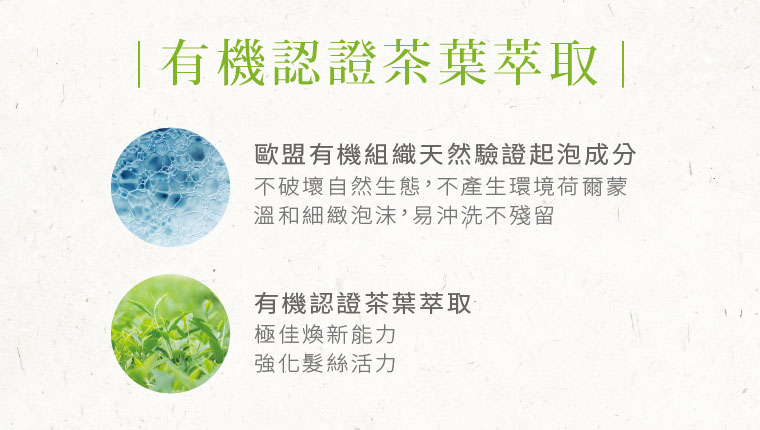 有機認證茶葉萃取
歐盟有機組織天然驗證起泡成分
不破壞自然生態，不產生環境荷爾蒙
溫和細緻泡沫，易沖洗不殘留
有機認證茶葉萃取
極佳煥新能力
強化髮絲活力